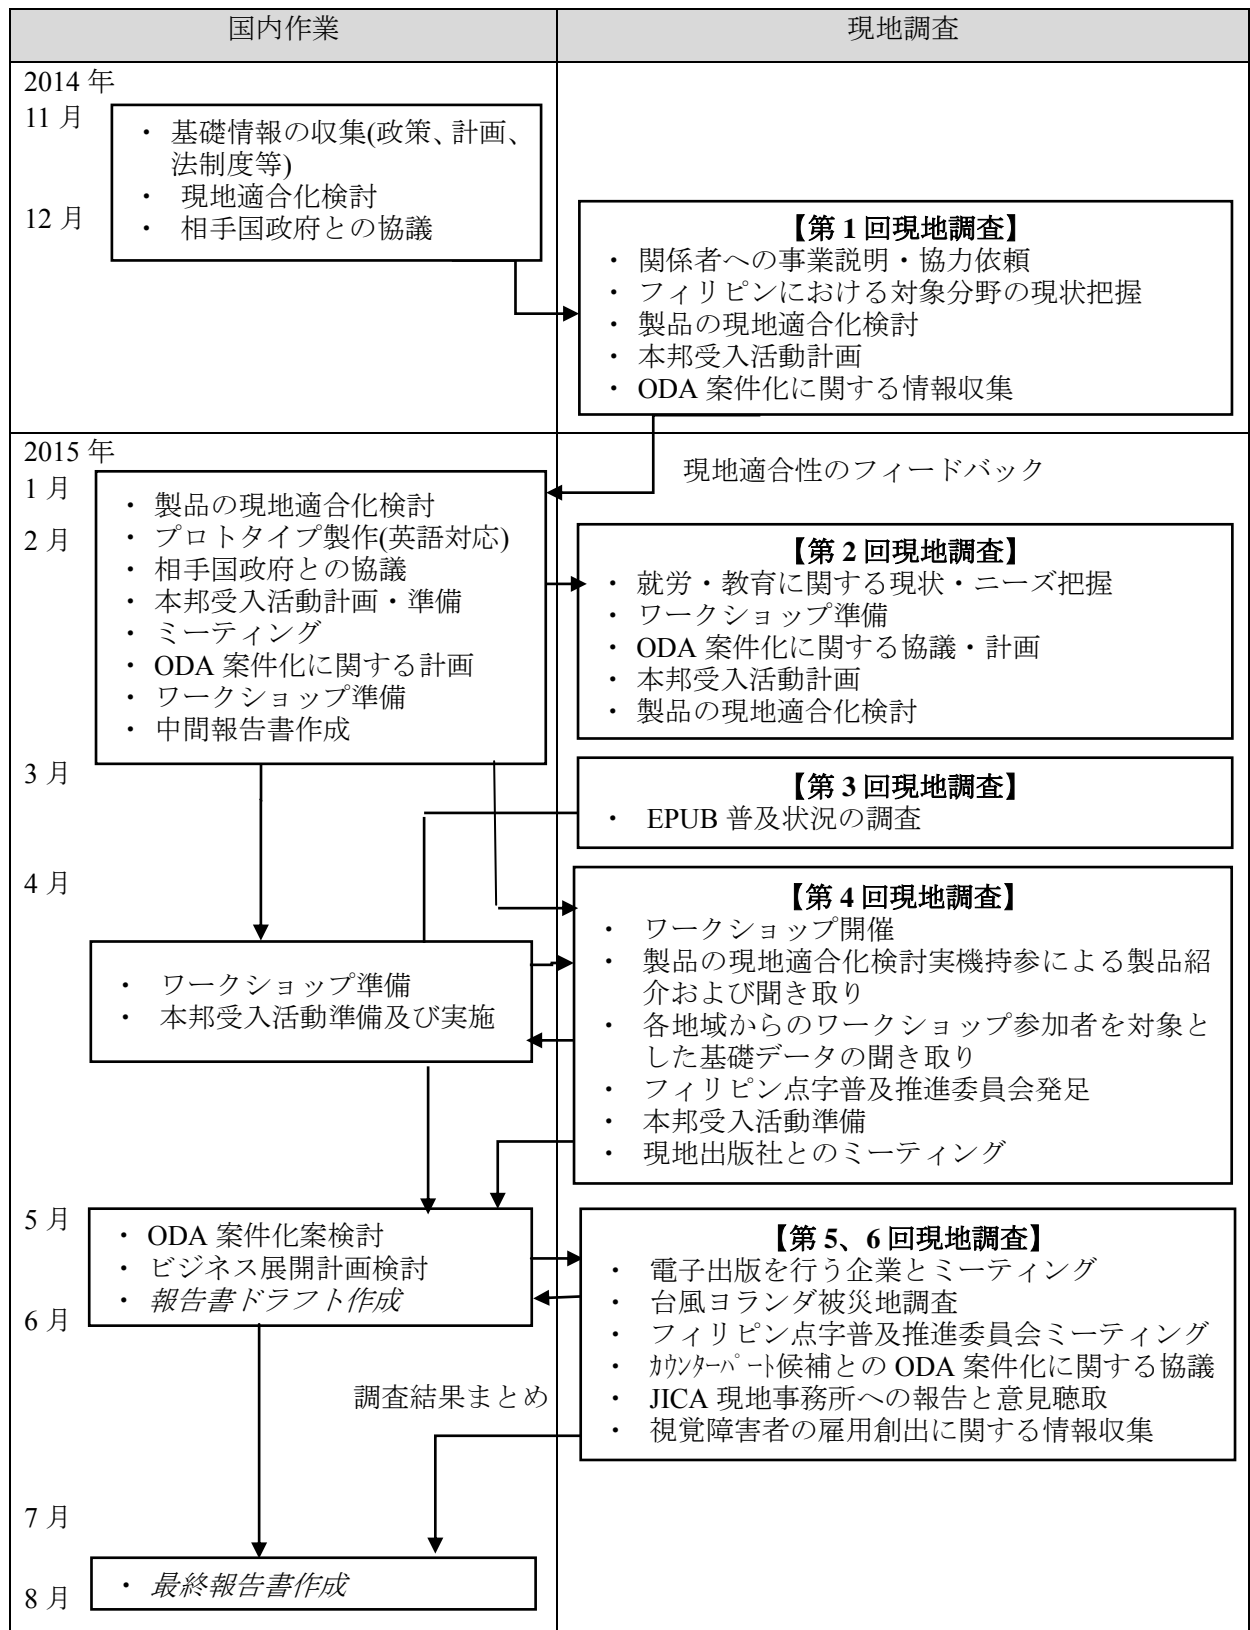 国内作業
現地調査
2014 年
11 月
・ 基礎情報の収集(政策、計画、
法制度等)
・ 現地適合化検討
12 月
・ 相手国政府との協議
【第 1 回現地調査】
・ 関係者への事業説明・協力依頼
・ フィリピンにおける対象分野の現状把握
・ 製品の現地適合化検討
・ 本邦受入活動計画
・ ODA 案件化に関する情報収集
2015 年
現地適合性のフィードバック
1 月
・ 製品の現地適合化検討
2 月
・ プロトタイプ製作(英語対応)
・ 相手国政府との協議
・ 本邦受入活動計画・準備
・ ミーティング
・ ODA 案件化に関する計画
・ ワークショップ準備
・ 中間報告書作成
【第 2 回現地調査】
・ 就労・教育に関する現状・ニーズ把握
・ ワークショップ準備
・ ODA 案件化に関する協議・計画
・ 本邦受入活動計画
・ 製品の現地適合化検討
3 月
【第 3 回現地調査】
・ EPUB 普及状況の調査
4 月
【第 4 回現地調査】
・ ワークショップ開催
・ 製品の現地適合化検討実機持参による製品紹
介および聞き取り
・ 各地域からのワークショップ参加者を対象と
した基礎データの聞き取り
・ フィリピン点字普及推進委員会発足
・ 本邦受入活動準備
・ 現地出版社とのミーティング
・ ワークショップ準備
・ 本邦受入活動準備及び実施
5 月
・ ODA 案件化案検討
・ ビジネス展開計画検討
・ 報告書ドラフト作成
6 月
【第 5、6 回現地調査】
・ 電子出版を行う企業とミーティング
・ 台風ヨランダ被災地調査
・ フィリピン点字普及推進委員会ミーティング
・ ｶｳﾝﾀｰﾊﾟｰﾄ候補との ODA 案件化に関する協議
・ JICA 現地事務所への報告と意見聴取
・ 視覚障害者の雇用創出に関する情報収集
調査結果まとめ
7 月
・ 最終報告書作成
8 月